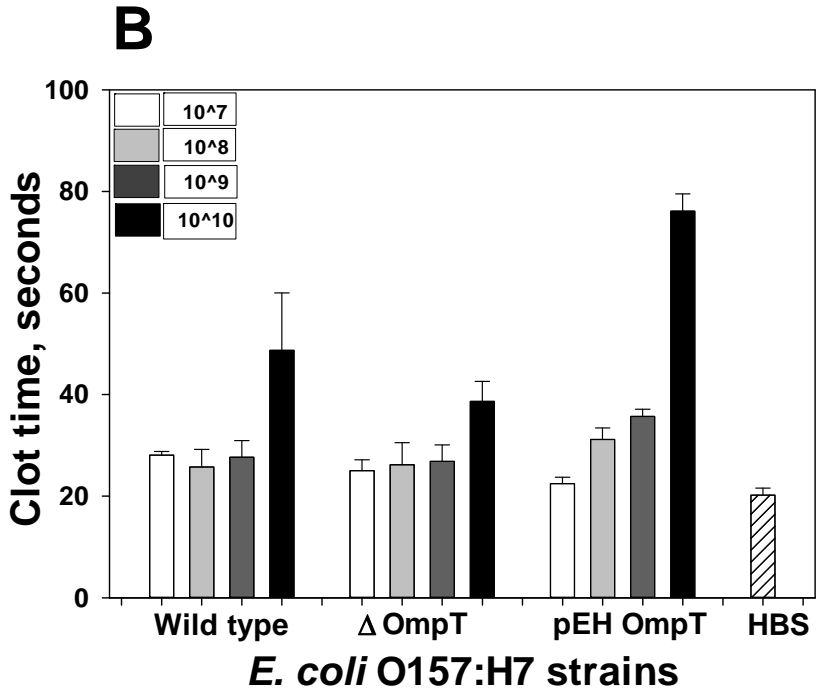 B
100
80
60
40
20
0
Clot time, seconds
10^7
10^8
10^9
10^10
Wild type
Δ OmpT
pEH OmpT
HBS
E. coli O157:H7 strains